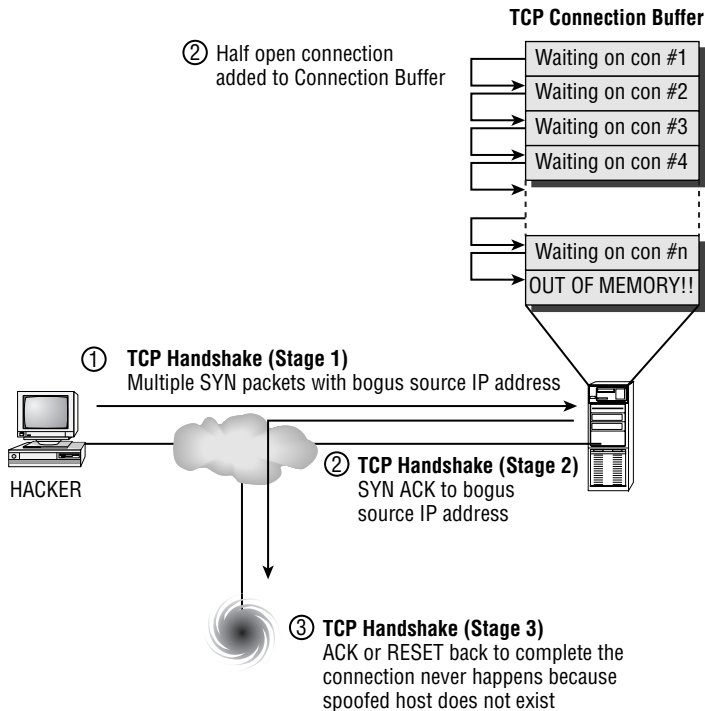 TCP Connection Buffer
② Half open connection
added to Connection Buffer
Waiting on con #1
Waiting on con #2
Waiting on con #3
Waiting on con #4
Waiting on con #n
OUT OF MEMORY!!
① TCP Handshake (Stage 1)
Multiple SYN packets with bogus source IP address
HACKER
② TCP Handshake (Stage 2)
SYN ACK to bogus
source IP address
③ TCP Handshake (Stage 3)
ACK or RESET back to complete the
connection never happens because
spoofed host does not exist